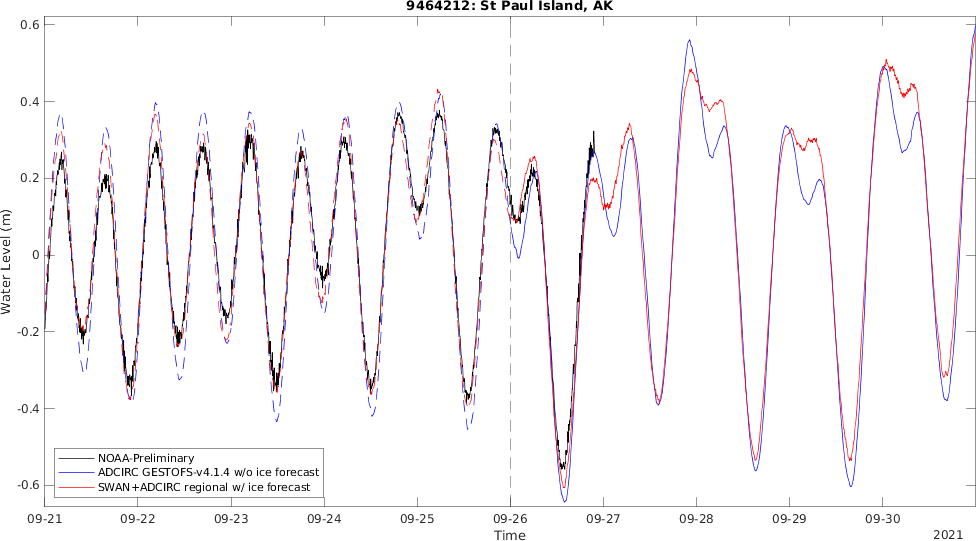 9464212: St Paul Island, AK
Water Level (m)
0.6
0.4
0.2
0
-0.2
-0.4
-0.6
NOAA-Preliminary
ADCIRC GESTOFS-v4.1.4 w/o ice forecast
SWAN+ADCIRC regional w/ ice forecast
09-21 09-22 09-23 09-24 09-25 09-26 09-27 09-28 09-29 09-30
Time
2021